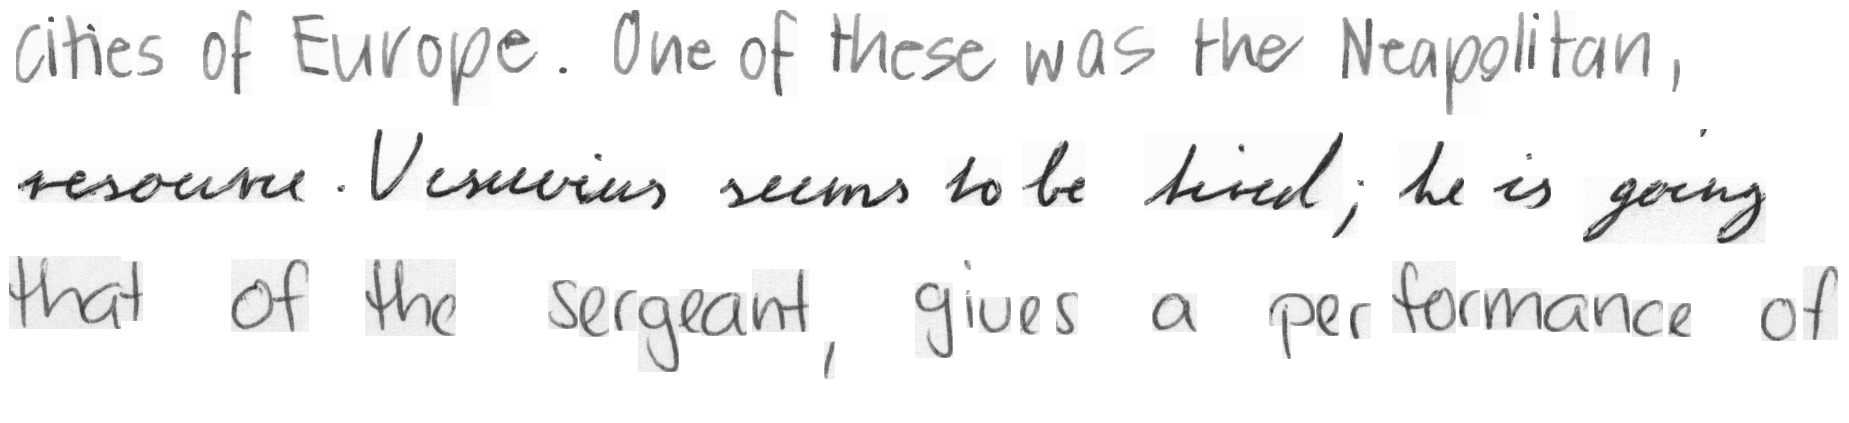 cities of Europe. One of these was the Neapolitan,
resource. Vesuvius seems to be tired; he is going
that of the sergeant, gives a performance of